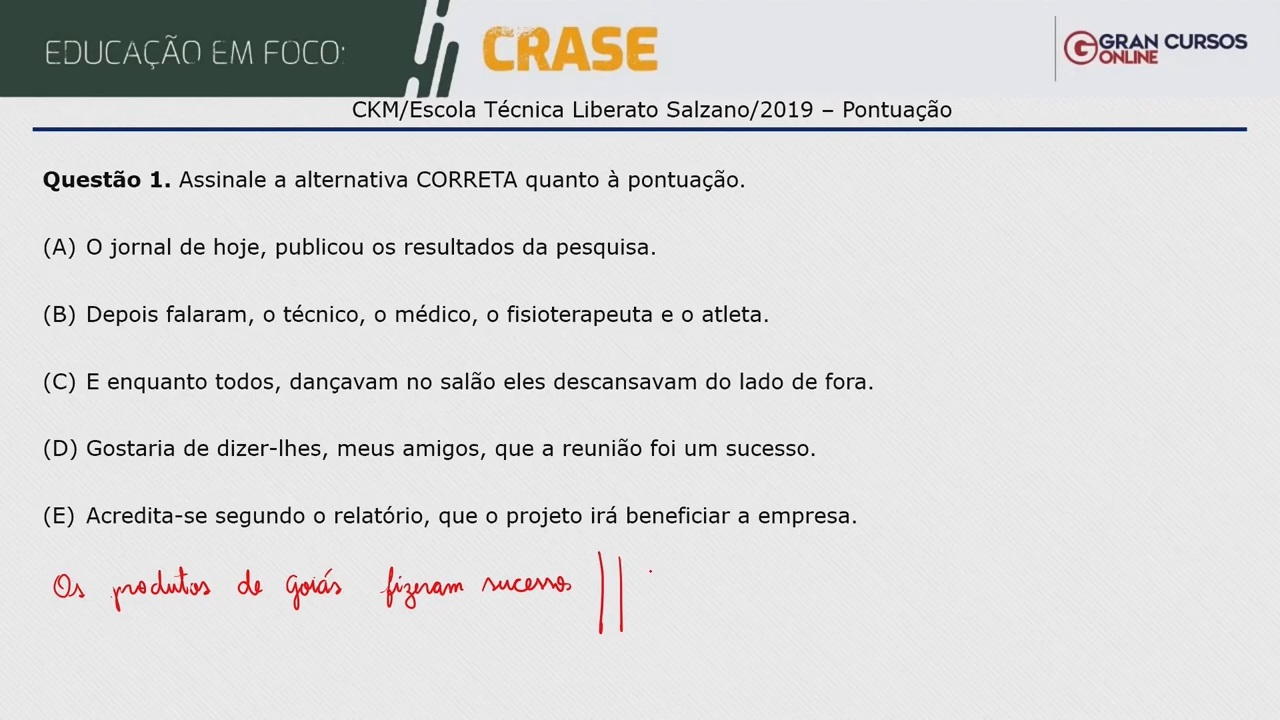 EDUCAÇÃO EM FOCO:
CRASE
GRAN CURSOS
ONLINE
CKM/Escola Técnica Liberato Salzano/2019 – Pontuação
Questão 1. Assinale a alternativa CORRETA quanto à pontuação.
(A) O jornal de hoje, publicou os resultados da pesquisa.
(B) Depois falaram, o técnico, o médico, o fisioterapeuta e o atleta.
(C) E enquanto todos, dançavam no salão eles descansavam do lado de fora.
(D) Gostaria de dizer-lhes, meus amigos, que a reunião foi um sucesso.
(E) Acredita-se segundo o relatório, que o projeto irá beneficiar a empresa.
Os produtos de Goiás fizeram sucesso